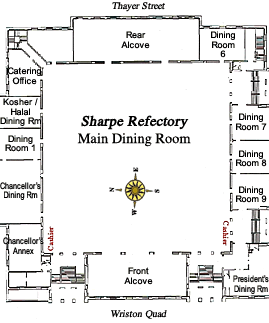 Thayer Street
Rear
Alcove
Dining
Room
6
Catering
Office
Kosher /
Halal
Dining Rm
Dining
Room 1
Chancellor's
Dining Rm
Chancellor's
Annex
Sharpe Refectory
Main Dining Room
E
N
S
W
Dining
Room 7
Dining
Room 8
Dining
Room 9
Cashier
Cashier
Front
Alcove
President's
Dining Rm
Wriston Quad